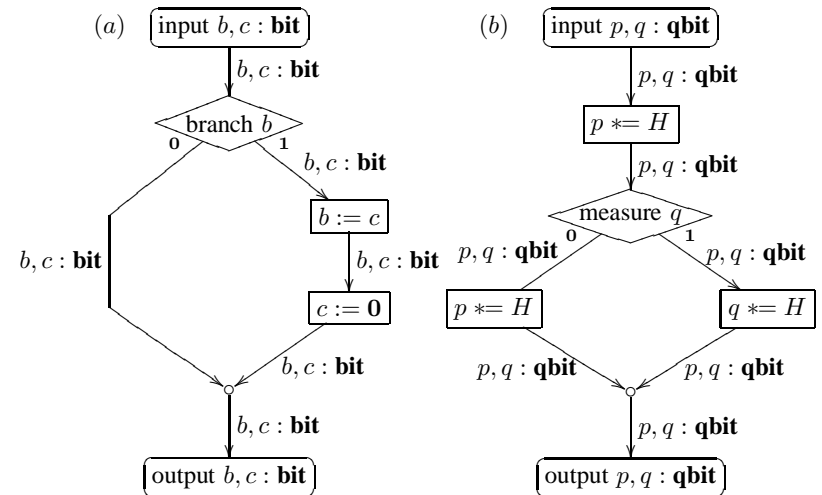 (a)
input b, c : bit
b, c : bit
branch b
0
1
b, c : bit
b := c
b, c : bit
b, c : bit
c := 0
b, c : bit
b, c : bit
output b, c : bit
(b)
input p, q : qbit
p, q : qbit
p *= H
p, q : qbit
measure q
0
1
p, q : qbit
p, q : qbit
p *= H
q *= H
p, q : qbit
p, q : qbit
p, q : qbit
output p, q : qbit